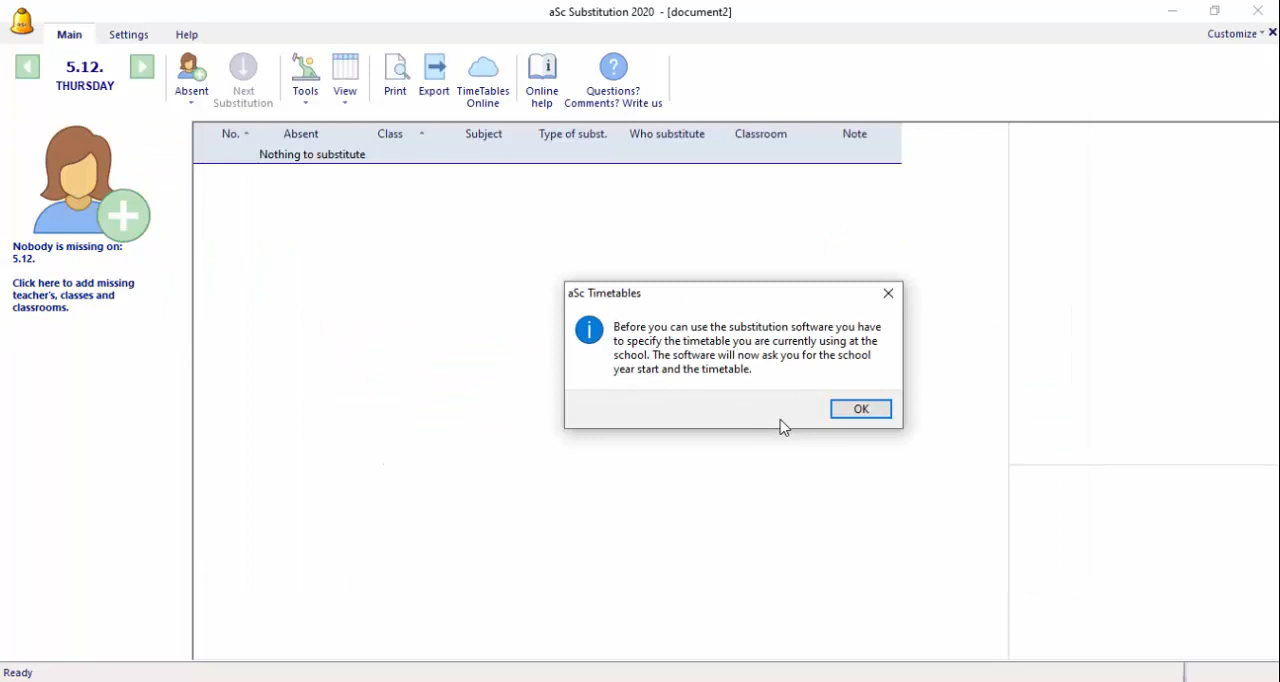 aSc Substitution 2020 - [document2]
Main
Settings
Help
Customize
5.12.
THURSDAY
Absent
Next
Substitution
Tools
View
Print
Export
TimeTables
Online
Online
help
Questions?
Comments? Write us
No.
Absent
Class
Subject
Type of subst.
Who substitute
Classroom
Note
Nothing to substitute
Nobody is missing on:
5.12.
Click here to add missing
teacher's, classes and
classrooms.
aSc Timetables
Before you can use the substitution software you have
to specify the timetable you are currently using at the
school. The software will now ask you for the school
year start and the timetable.
OK
Ready